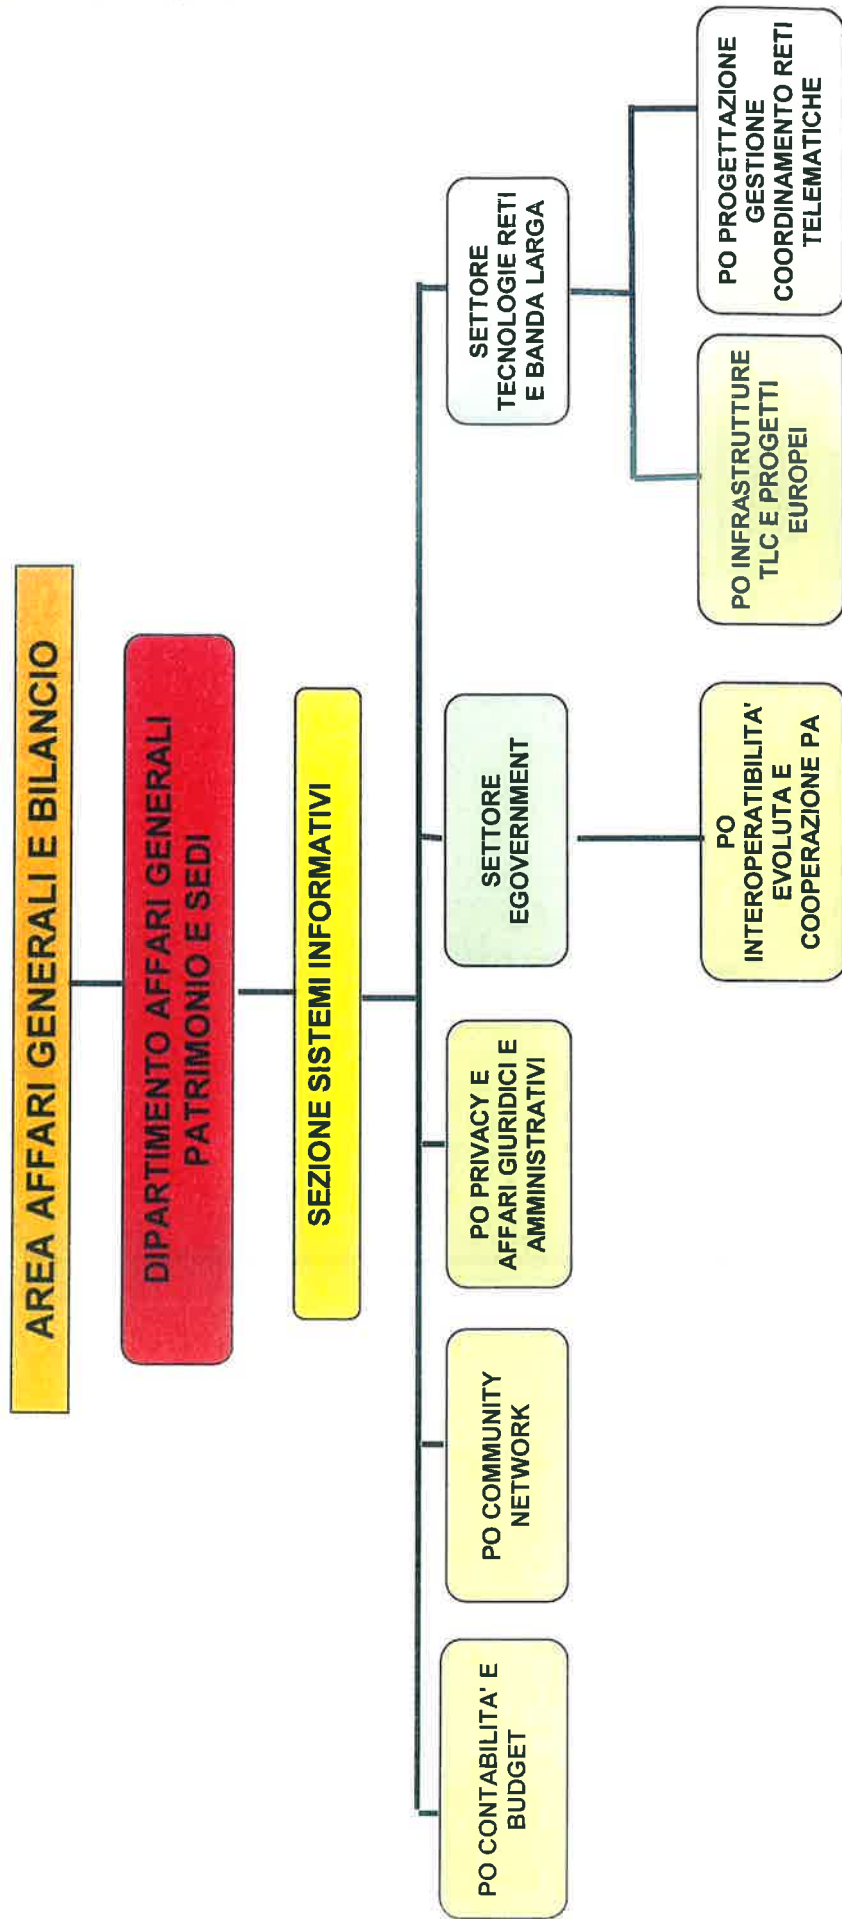 AREA AFFARI GENERALI E BILANCIO
DIPARTIMENTO AFFARI GENERALI
PATRIMONIO E SEDI
SEZIONE SISTEMI INFORMATIVI
PO CONTABILITA' E
BUDGET
PO COMMUNITY
NETWORK
PO PRIVACY E
AFFARI GIURIDICI E
AMMINISTRATIVI
SETTORE
EGOVERNMENT
SETTORE
TECNOLOGIE RETI
E BANDA LARGA
PO
INTEROPERATIBILITA'
EVOLUTA E
COOPERAZIONE PA
PO INFRASTRUTTURE
TLC E PROGETTI
EUROPEI
PO PROGETTAZIONE
GESTIONE
COORDINAMENTO RETI
TELEMATICHE